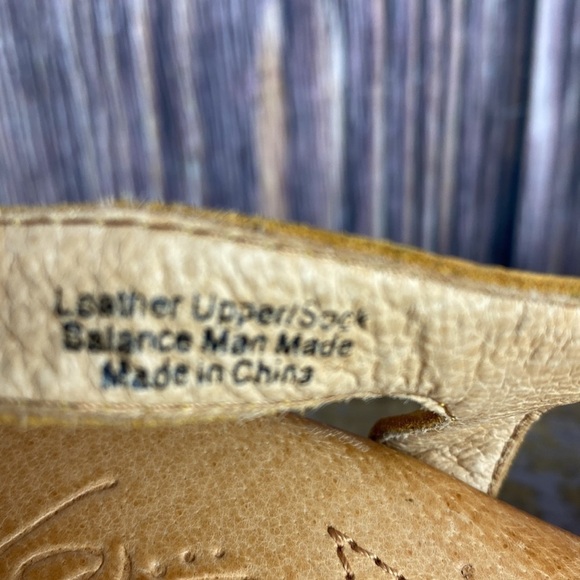 Leather Upper/Sock
Balance Man Made
Made in China